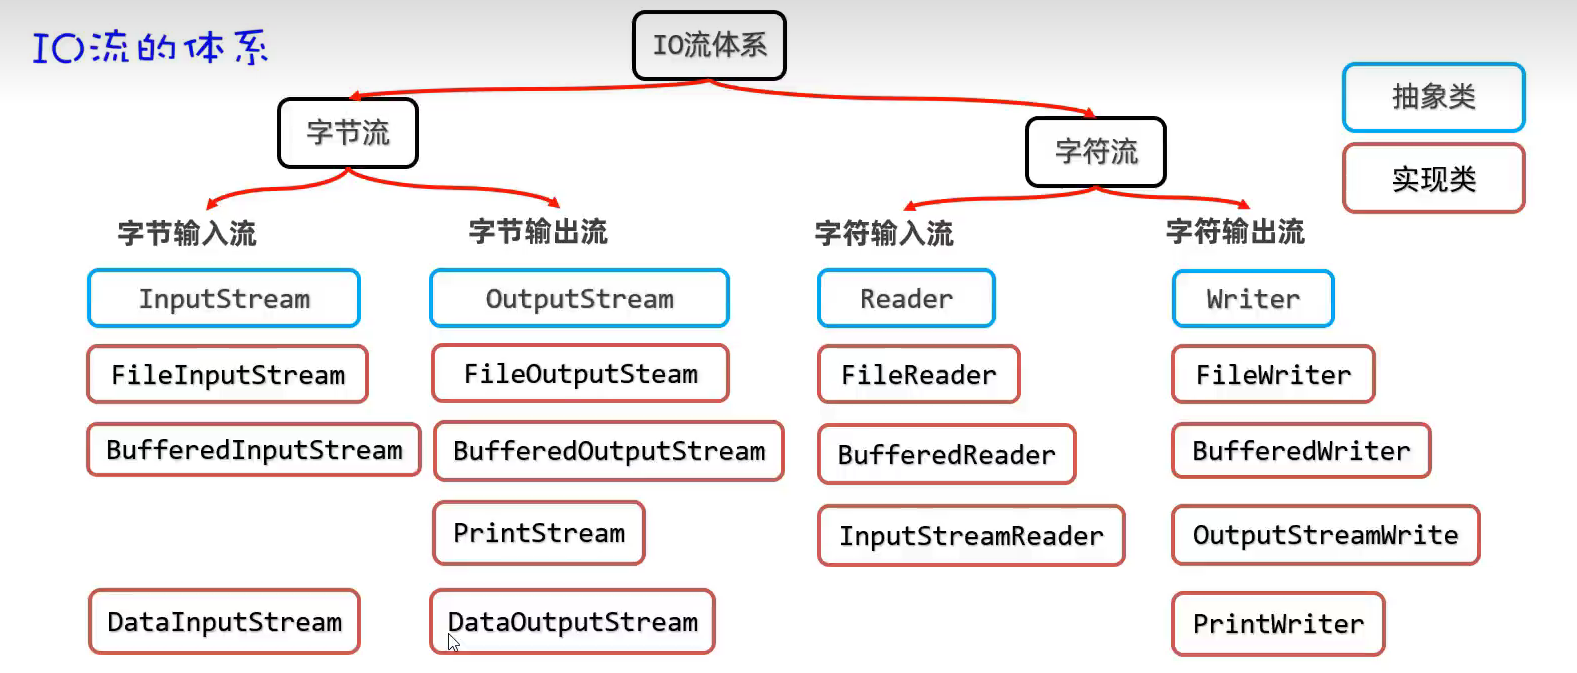 IO流的体系
IO流体系
抽象类
实现类
字节流
字符流
字节输入流
字节输出流
字符输入流
字符输出流
InputStream
OutputStream
Reader
Writer
FileInputStream
FileOutputSteam
FileReader
FileWriter
BufferedInputStream
BufferedOutputStream
BufferedReader
BufferedWriter
PrintStream
InputStreamReader
OutputStreamWrite
DataInputStream
DataOutputStream
PrintWriter